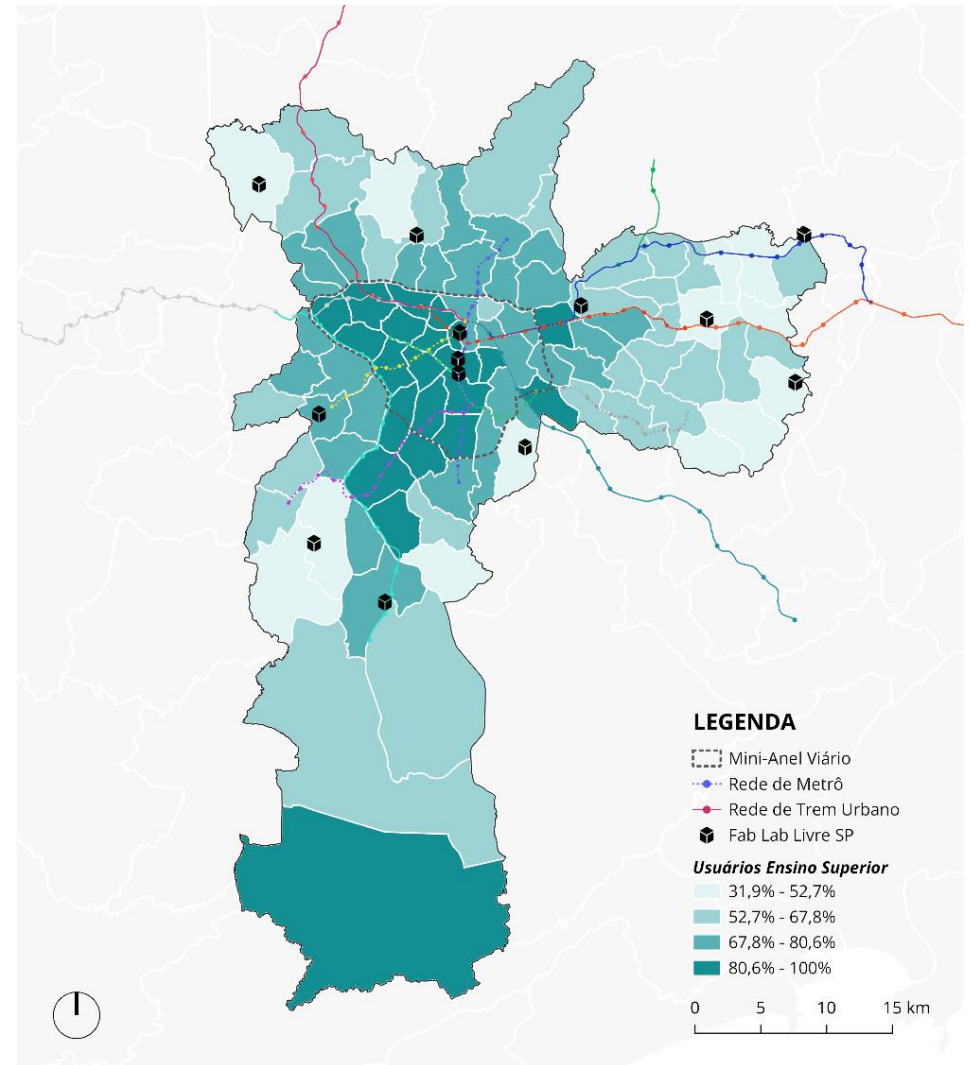 LEGENDA
Mini-Anel Viário
Rede de Metrô
Rede de Trem Urbano
Fab Lab Livre SP
Usuários Ensino Superior
31,9% - 52,7%
52,7% - 67,8%
67,8% - 80,6%
80,6% - 100%
0 5 10 15 km